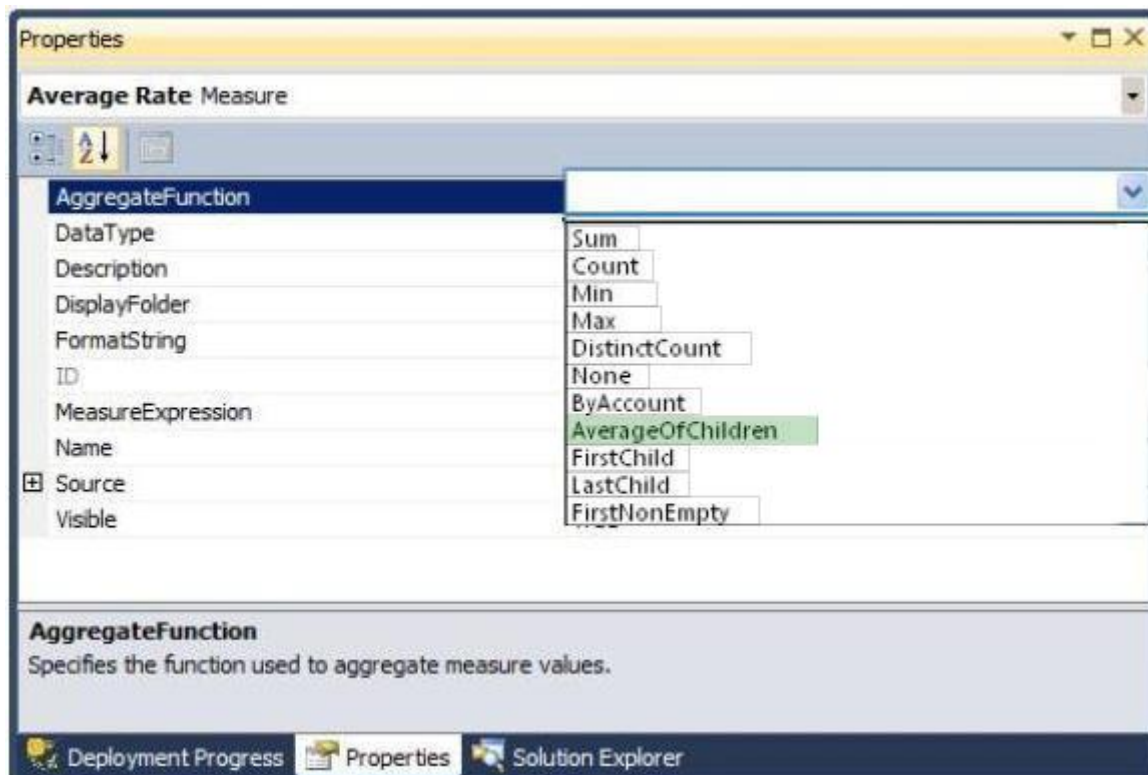 Properties
Average Rate Measure
AggregateFunction
DataType
Description
DisplayFolder
FormatString
ID
MeasureExpression
Name
Source
Visible
Sum
Count
Min
Max
DistinctCount
None
ByAccount
AverageOfChildren
FirstChild
LastChild
FirstNonEmpty
AggregateFunction
Specifies the function used to aggregate measure values.
Deployment Progress Properties Solution Explorer